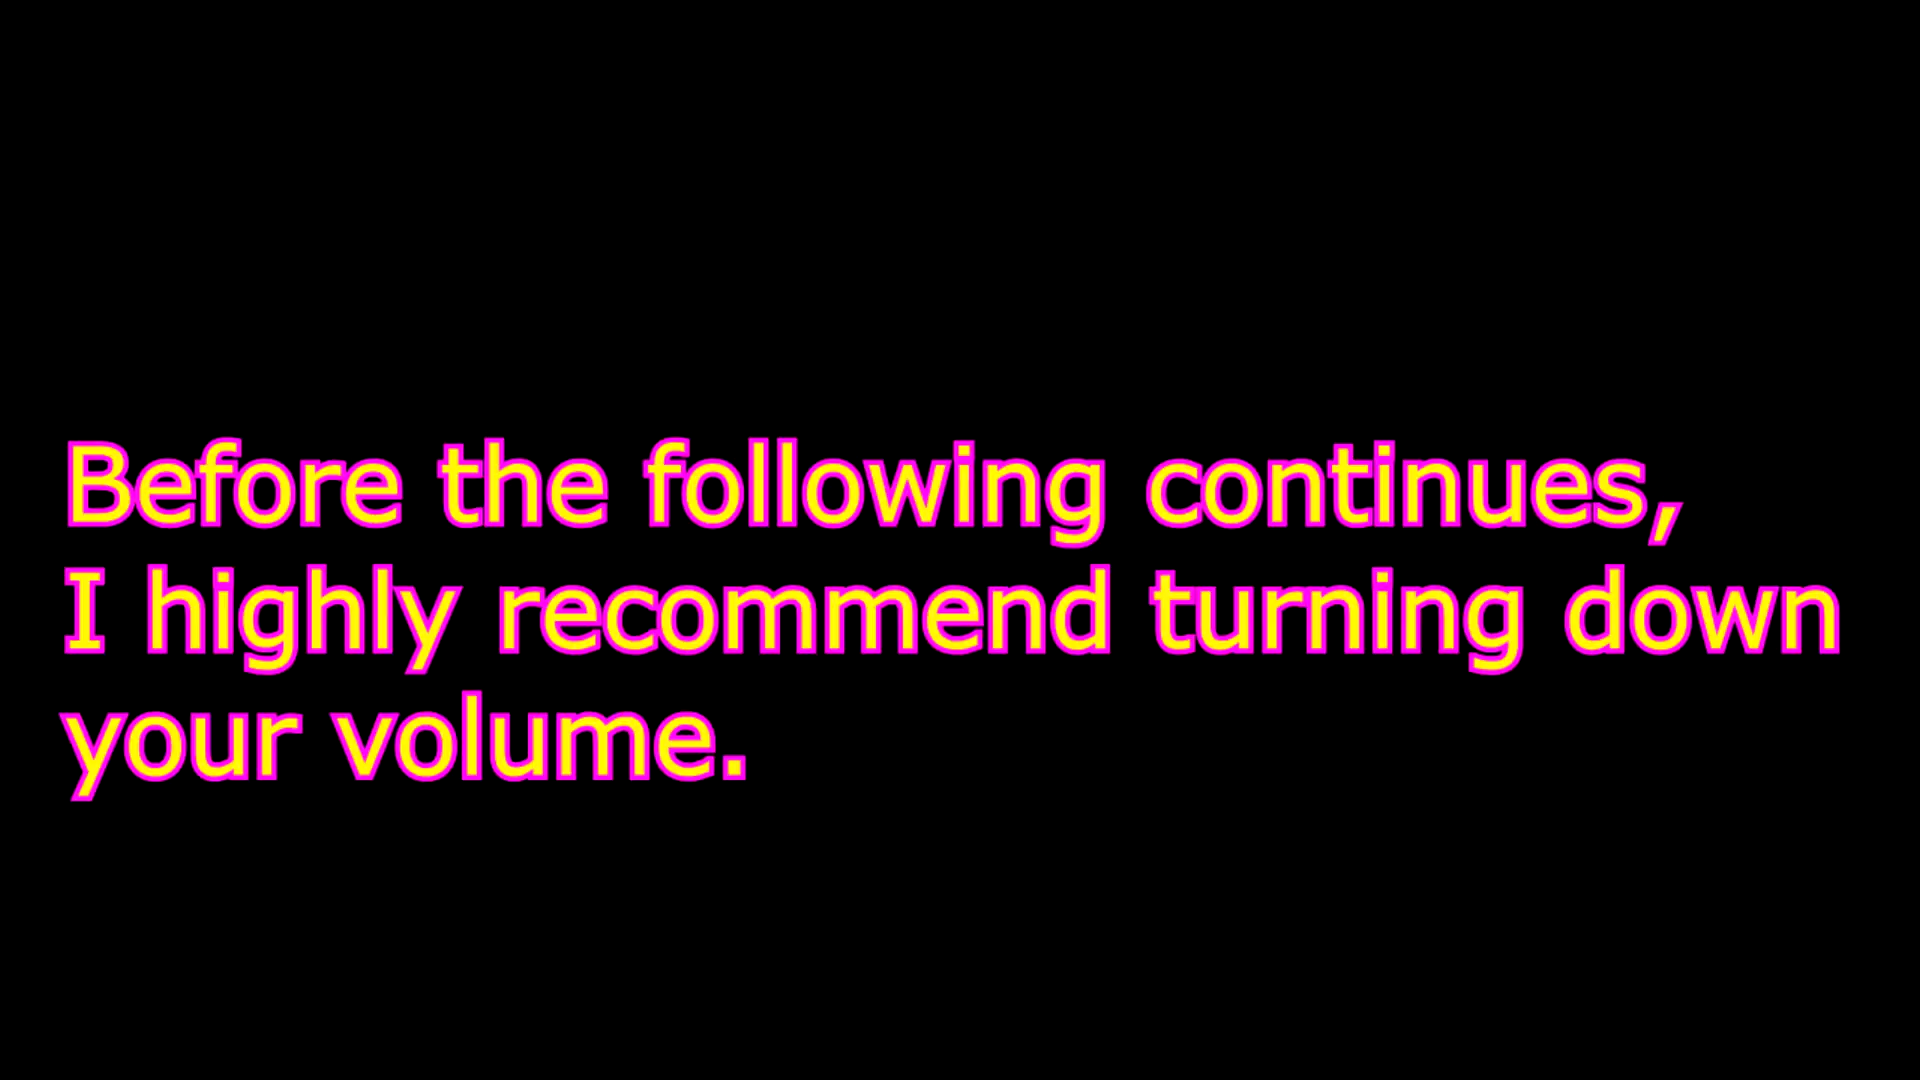 Before the following continues,
I highly recommend turning down
your volume.